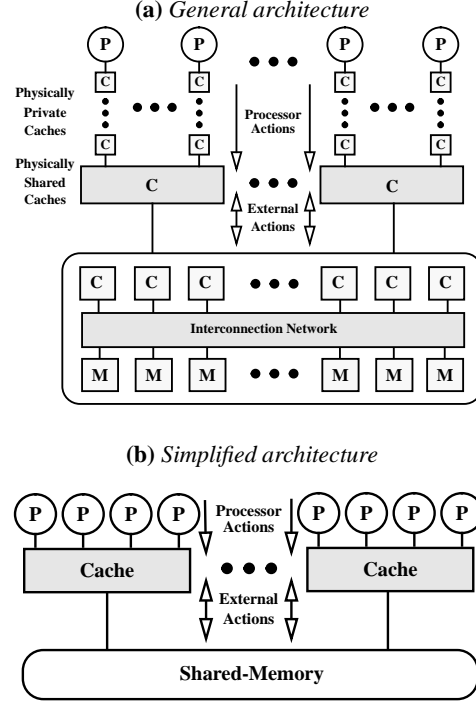 (a) General architecture
P P P P
C C C C
Physically
Private
Caches
Processor
Actions
C C C C
Physically
Shared
Caches
C C
External
Actions
C C C C C C
Interconnection Network
M M M M M M
(b) Simplified architecture
P P P P P P P P
Processor
Actions
Cache Cache
External
Actions
Shared-Memory